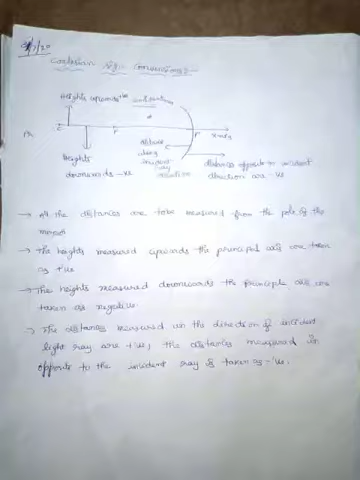 Cartesian sign Conventions
Heights upwards +ve
C
F
P
X-axis
Heights
downwards -ve
distance
along
incident
ray
distances opposite to incident
direction are -ve
→ All the distances are to be measured from the pole of the
mirror
→ The heights measured upwards the principal axis are taken
as +ve
→ The heights measured downwards the principle axis are
taken as negative.
→ The distances measured in the direction of incident
light ray are +ve, the distances measured in
opposite to the incident ray is taken as -ve.